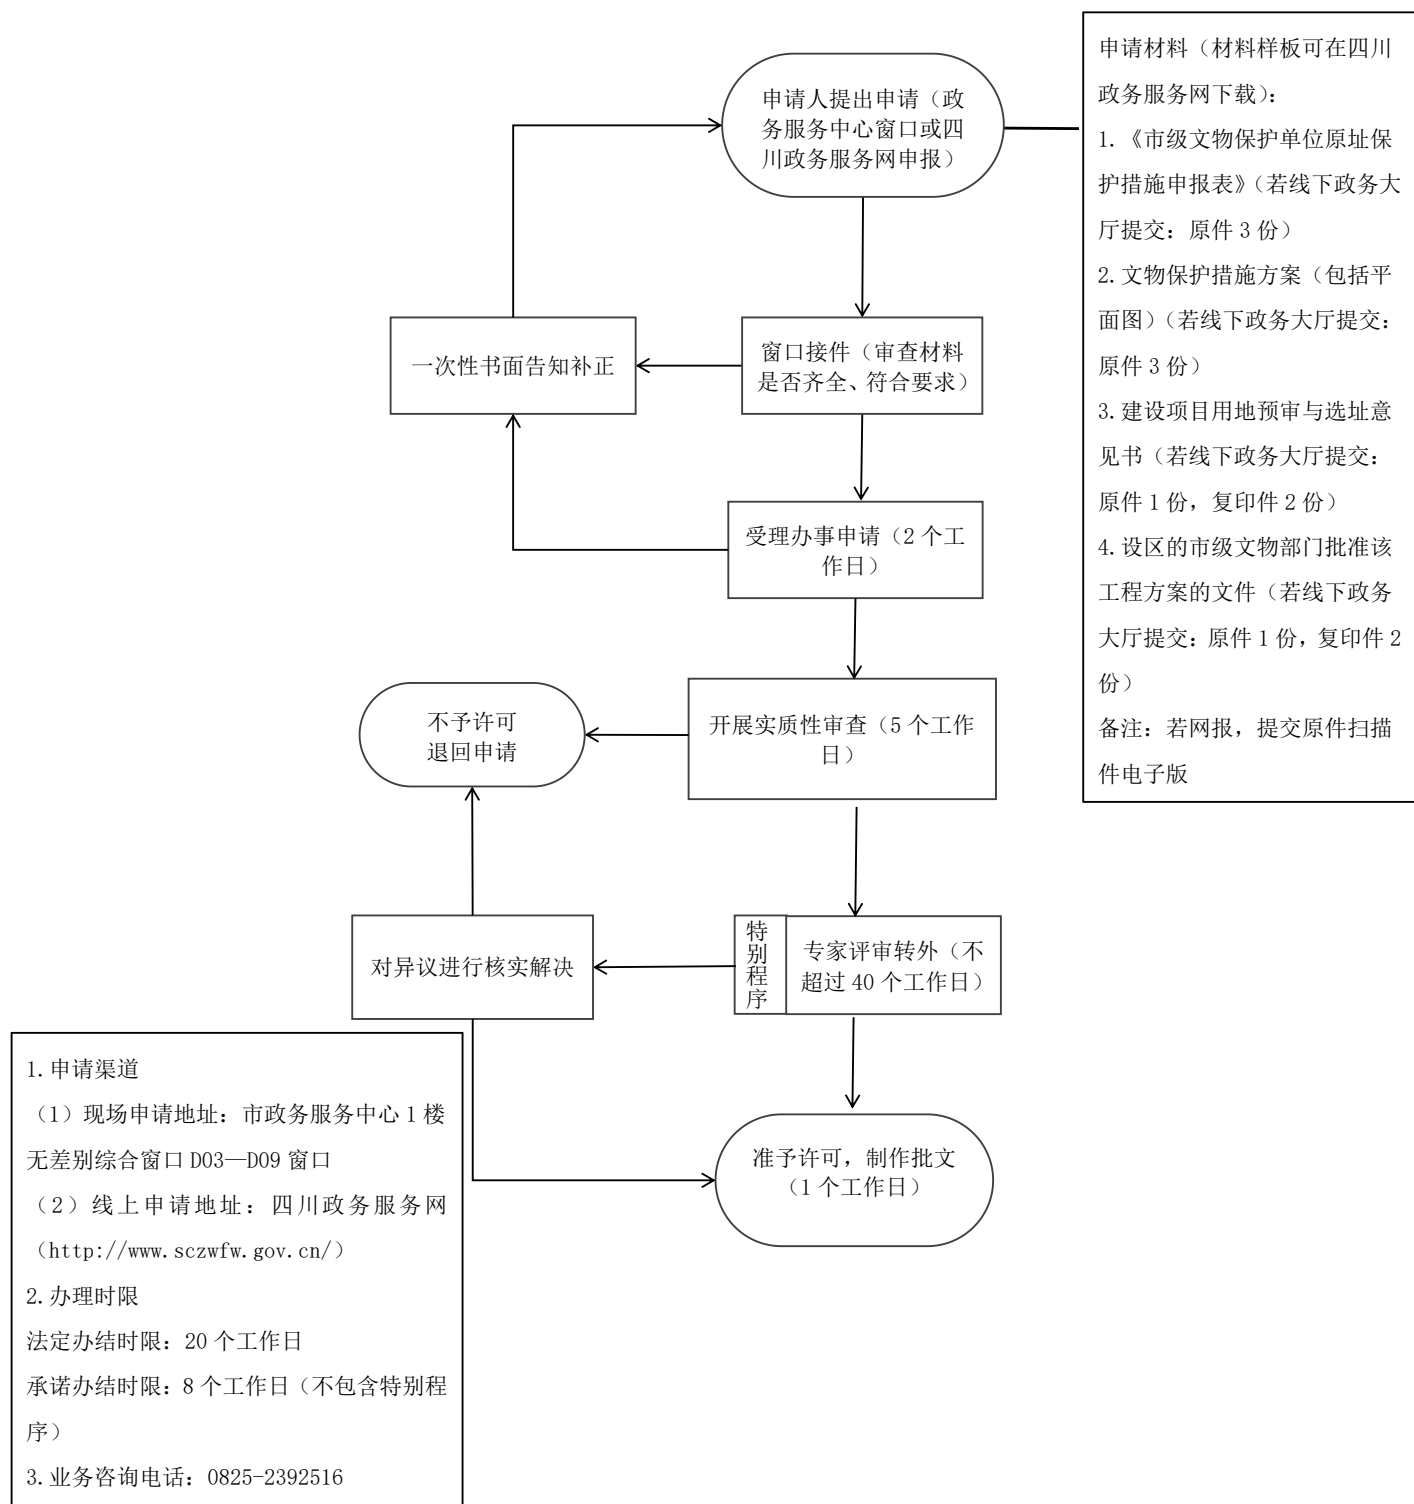 申请人提出申请（政
务服务中心窗口或四
川政务服务网申报）
申请材料（材料样板可在四川
政务服务网下载）：
1.《市级文物保护单位原址保
护措施申报表》（若线下政务大
厅提交：原件 3 份）
2.文物保护措施方案（包括平
面图）（若线下政务大厅提交：
原件 3 份）
3.建设项目用地预审与选址意
见书（若线下政务大厅提交：
原件 1 份，复印件 2 份）
4.设区的市级文物部门批准该
工程方案的文件（若线下政务
大厅提交：原件 1 份，复印件 2
份）
备注：若网报，提交原件扫描
件电子版
一次性书面告知补正
窗口接件（审查材料
是否齐全、符合要求）
受理办事申请（2 个工
作日）
不予许可
退回申请
开展实质性审查（5 个工作
日）
对异议进行核实解决
特别程序
专家评审转外（不
超过 40 个工作日）
准予许可，制作批文
（1 个工作日）
1.申请渠道
（1）现场申请地址：市政务服务中心 1 楼
无差别综合窗口 D03—D09 窗口
（2）线上申请地址：四川政务服务网
（http://www.sczwfw.gov.cn/）
2.办理时限
法定办结时限：20 个工作日
承诺办结时限：8 个工作日（不包含特别程
序）
3.业务咨询电话：0825-2392516